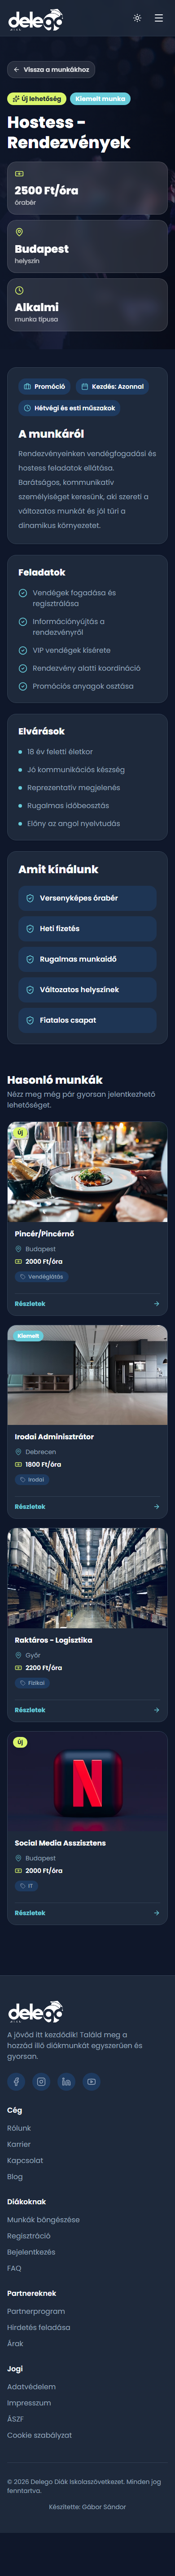 delego
DIÁK
Vissza a munkákhoz
Új lehetőség
Kiemelt munka
Hostess -
Rendezvények
2500 Ft/óra
órabér
Budapest
helyszín
Alkalmi
munka típusa
Promóció
Kezdés: Azonnal
Hétvégi és esti műszakok
A munkáról
Rendezvényeinken vendégfogadási és
hostess feladatok ellátása.
Barátságos, kommunikatív
személyiséget keresünk, aki szereti a
változatos munkát és jól tűri a
dinamikus környezetet.
Feladatok
Vendégek fogadása és
regisztrálása
Információnyújtás a
rendezvényről
VIP vendégek kísérete
Rendezvény alatti koordináció
Promóciós anyagok osztása
Elvárások
18 év feletti életkor
Jó kommunikációs készség
Reprezentatív megjelenés
Rugalmas időbeosztás
Előny az angol nyelvtudás
Amit kínálunk
Versenyképes órabér
Heti fizetés
Rugalmas munkaidő
Változatos helyszínek
Fiatalos csapat
Hasonló munkák
Nézz meg még pár gyorsan jelentkezhető
lehetőséget.
Új
Pincér/Pincérnő
Budapest
2000 Ft/óra
Vendéglátás
Részletek
Kiemelt
Irodai Adminisztrátor
Debrecen
1800 Ft/óra
Irodai
Részletek
Raktáros - Logisztika
Győr
2200 Ft/óra
Fizikai
Részletek
Új
N
Social Media Asszisztens
Budapest
2000 Ft/óra
IT
Részletek
delego
DIÁK
A jövőd itt kezdődik! Találd meg a
hozzád illő diákmunkát egyszerűen és
gyorsan.
Cég
Rólunk
Karrier
Kapcsolat
Blog
Diákoknak
Munkák böngészése
Regisztráció
Bejelentkezés
FAQ
Partnereknek
Partnerprogram
Hirdetés feladása
Árak
Jogi
Adatvédelem
Impresszum
ÁSZF
Cookie szabályzat
© 2026 Delego Diák Iskolaszövetkezet. Minden jog
fenntartva.
Készítette: Gábor Sándor